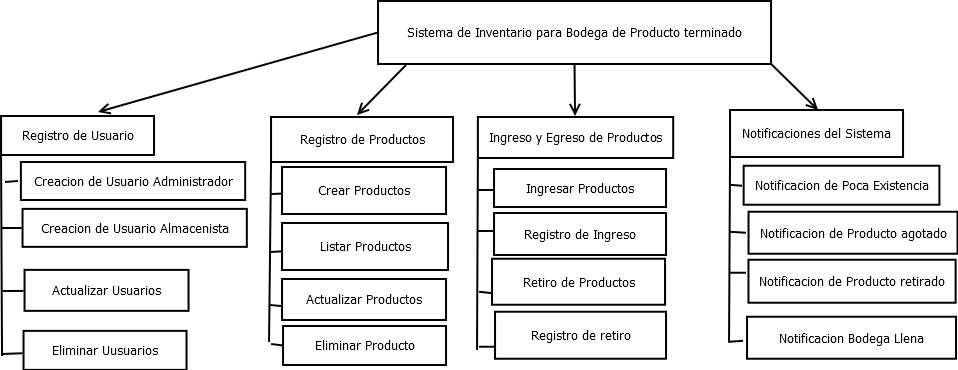 Sistema de Inventario para Bodega de Producto terminado
Registro de Usuario
Creacion de Usuario Administrador
Creacion de Usuario Almacenista
Actualizar Usuarios
Eliminar Uusuarios
Registro de Productos
Crear Productos
Listar Productos
Actualizar Productos
Eliminar Producto
Ingreso y Egreso de Productos
Ingresar Productos
Registro de Ingreso
Retiro de Productos
Registro de retiro
Notificaciones del Sistema
Notificacion de Poca Existencia
Notificacion de Producto agotado
Notificacion de Producto retirado
Notificacion Bodega Llena